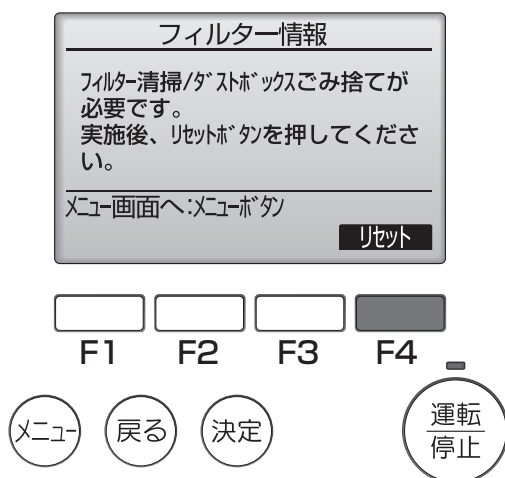 フィルター情報
フィルター清掃/ダストボックスごみ捨てが
必要です。
実施後、リセットボタンを押してくださ
い。
メニュー画面へ:メニューボタン
リセット
F1 F2 F3 F4
メニュー 戻る 決定 運転
停止